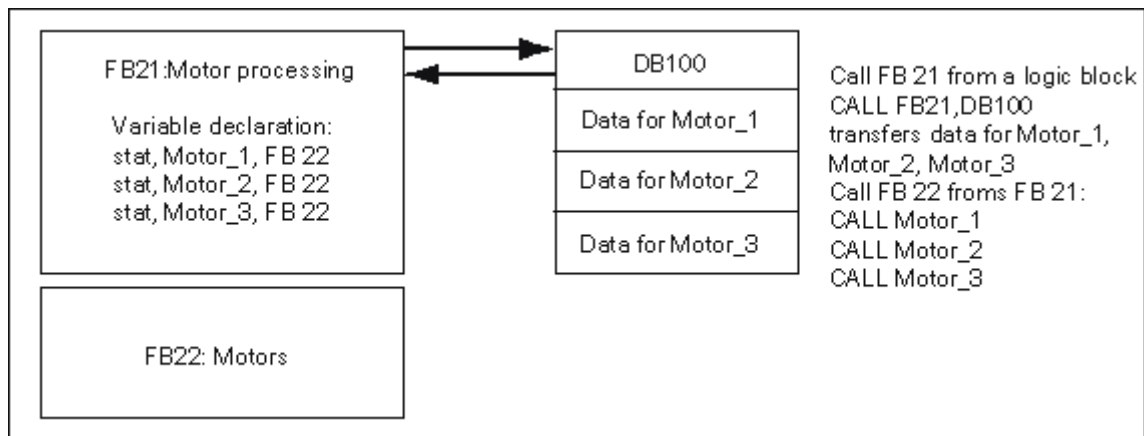 FB21:Motor processing
Variable declaration:
stat, Motor_1, FB 22
stat, Motor_2, FB 22
stat, Motor_3, FB 22
FB22: Motors
DB100
Data for Motor_1
Data for Motor_2
Data for Motor_3
Call FB 21 from a logic block
CALL FB21,DB100
transfers data for Motor_1,
Motor_2, Motor_3
Call FB 22 froms FB 21:
CALL Motor_1
CALL Motor_2
CALL Motor_3